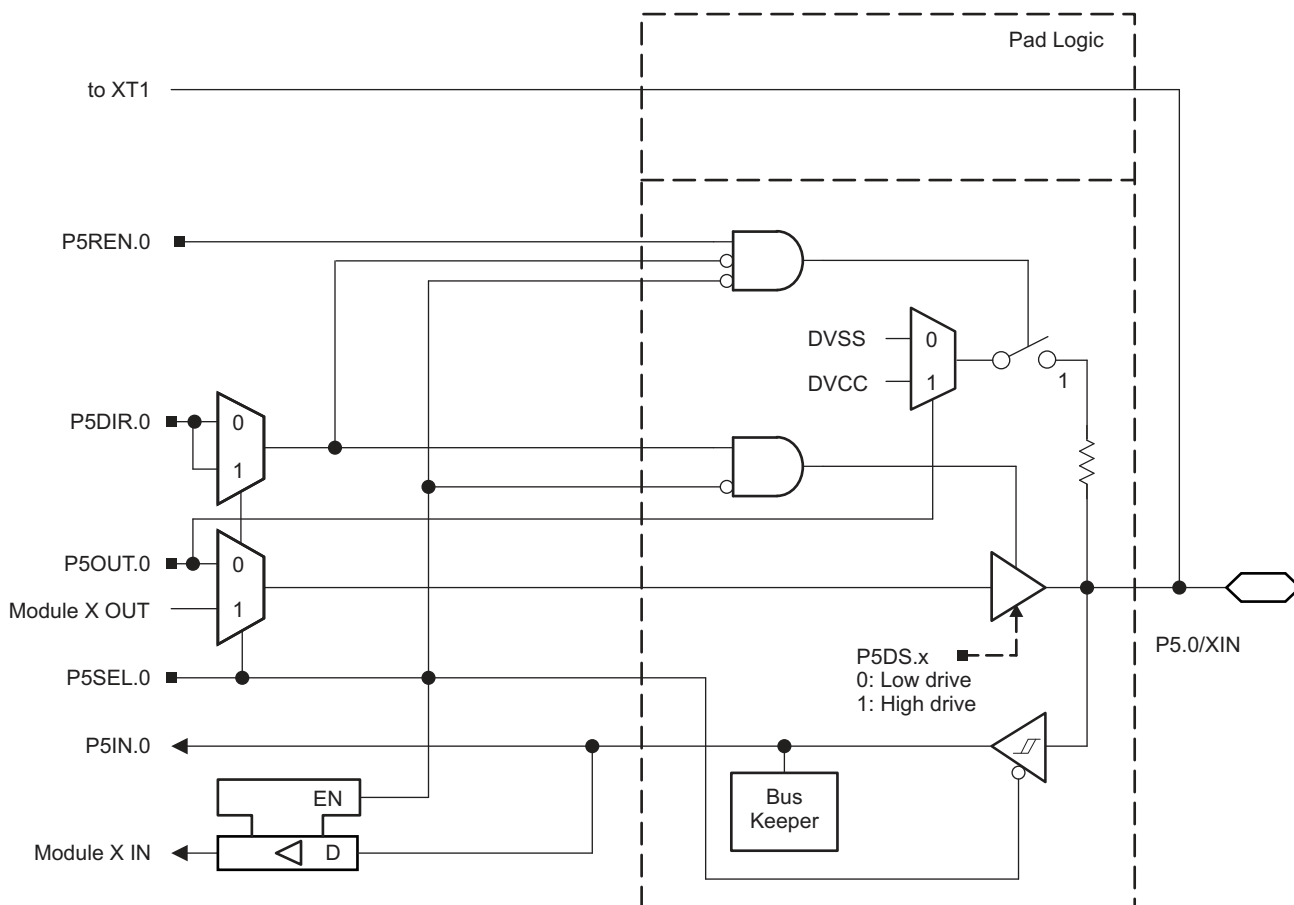 Pad Logic
to XT1
P5REN.0
DVSS
0
DVCC
1
1
P5DIR.0
0
1
P5OUT.0
0
Module X OUT
1
P5SEL.0
P5DS.x
0: Low drive
1: High drive
P5.0/XIN
P5IN.0
EN
Bus
Keeper
Module X IN
D